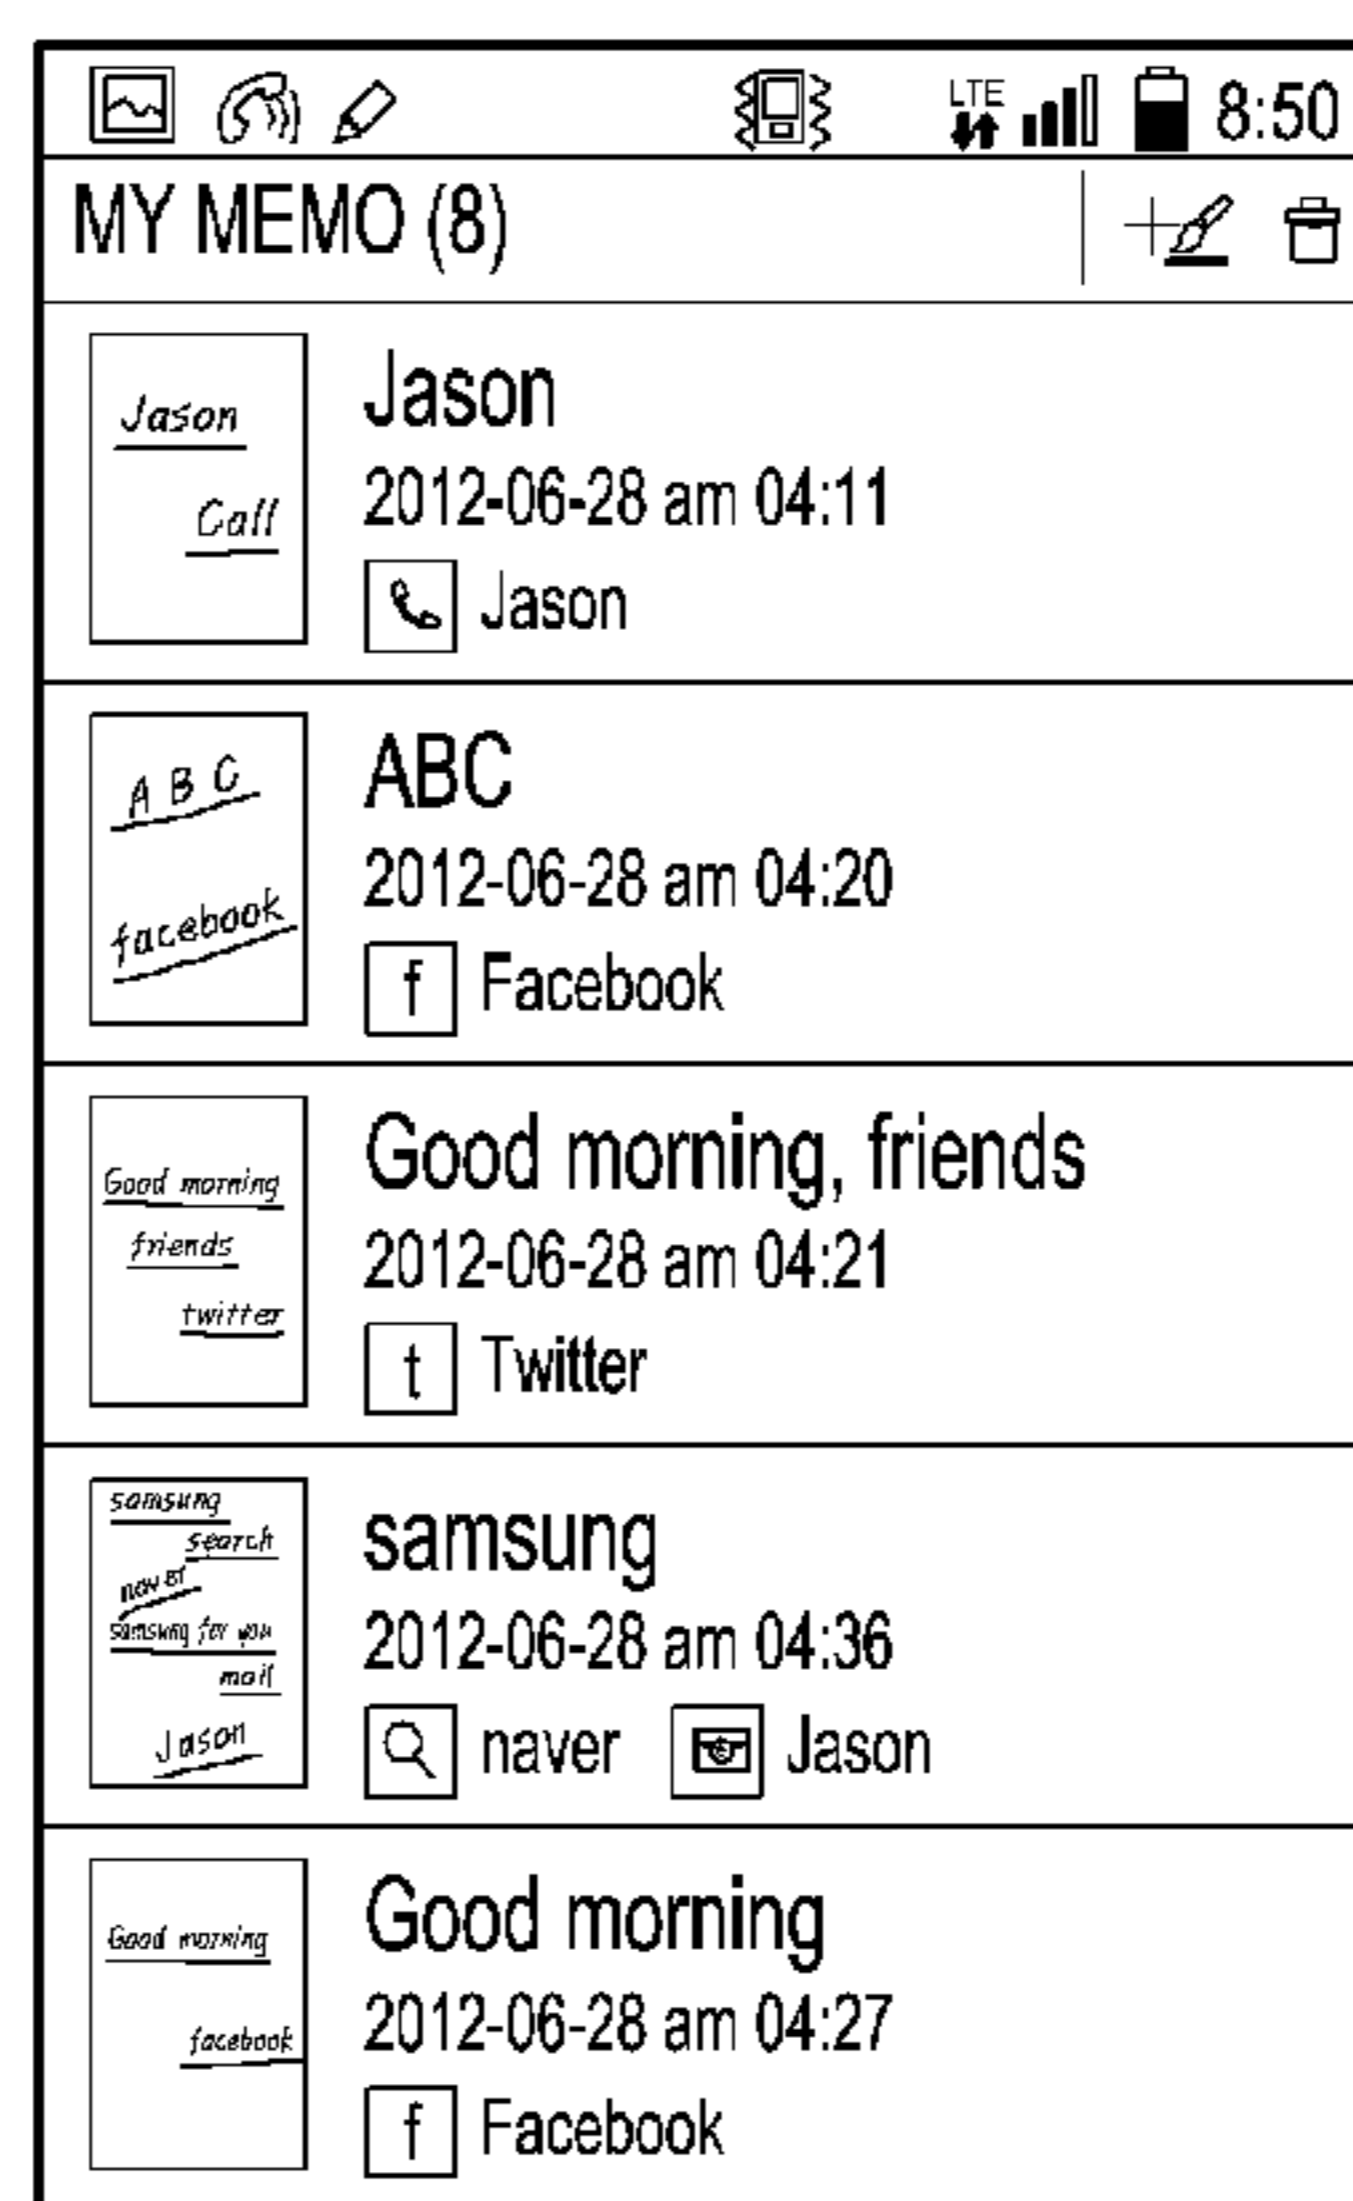 LTE 8:50
MY MEMO (8)
Jason
Call
Jason
2012-06-28 am 04:11
Jason
A B C
facebook
ABC
2012-06-28 am 04:20
f Facebook
Good morning
friends
twitter
Good morning, friends
2012-06-28 am 04:21
t Twitter
samsung
search
naver
samsung for you
mail
Jason
samsung
2012-06-28 am 04:36
naver Jason
Good morning
facebook
Good morning
2012-06-28 am 04:27
f Facebook